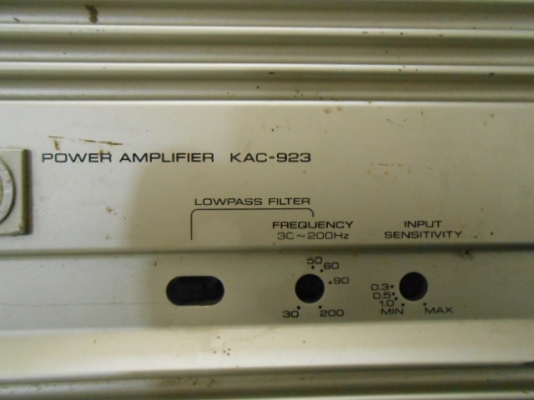 POWER AMPLIFIER KAC-923
LOWPASS FILTER
FREQUENCY
30~200Hz
INPUT
SENSITIVITY
50
60
90
30
200
0.3
0.5
1.0
MIN
MAX